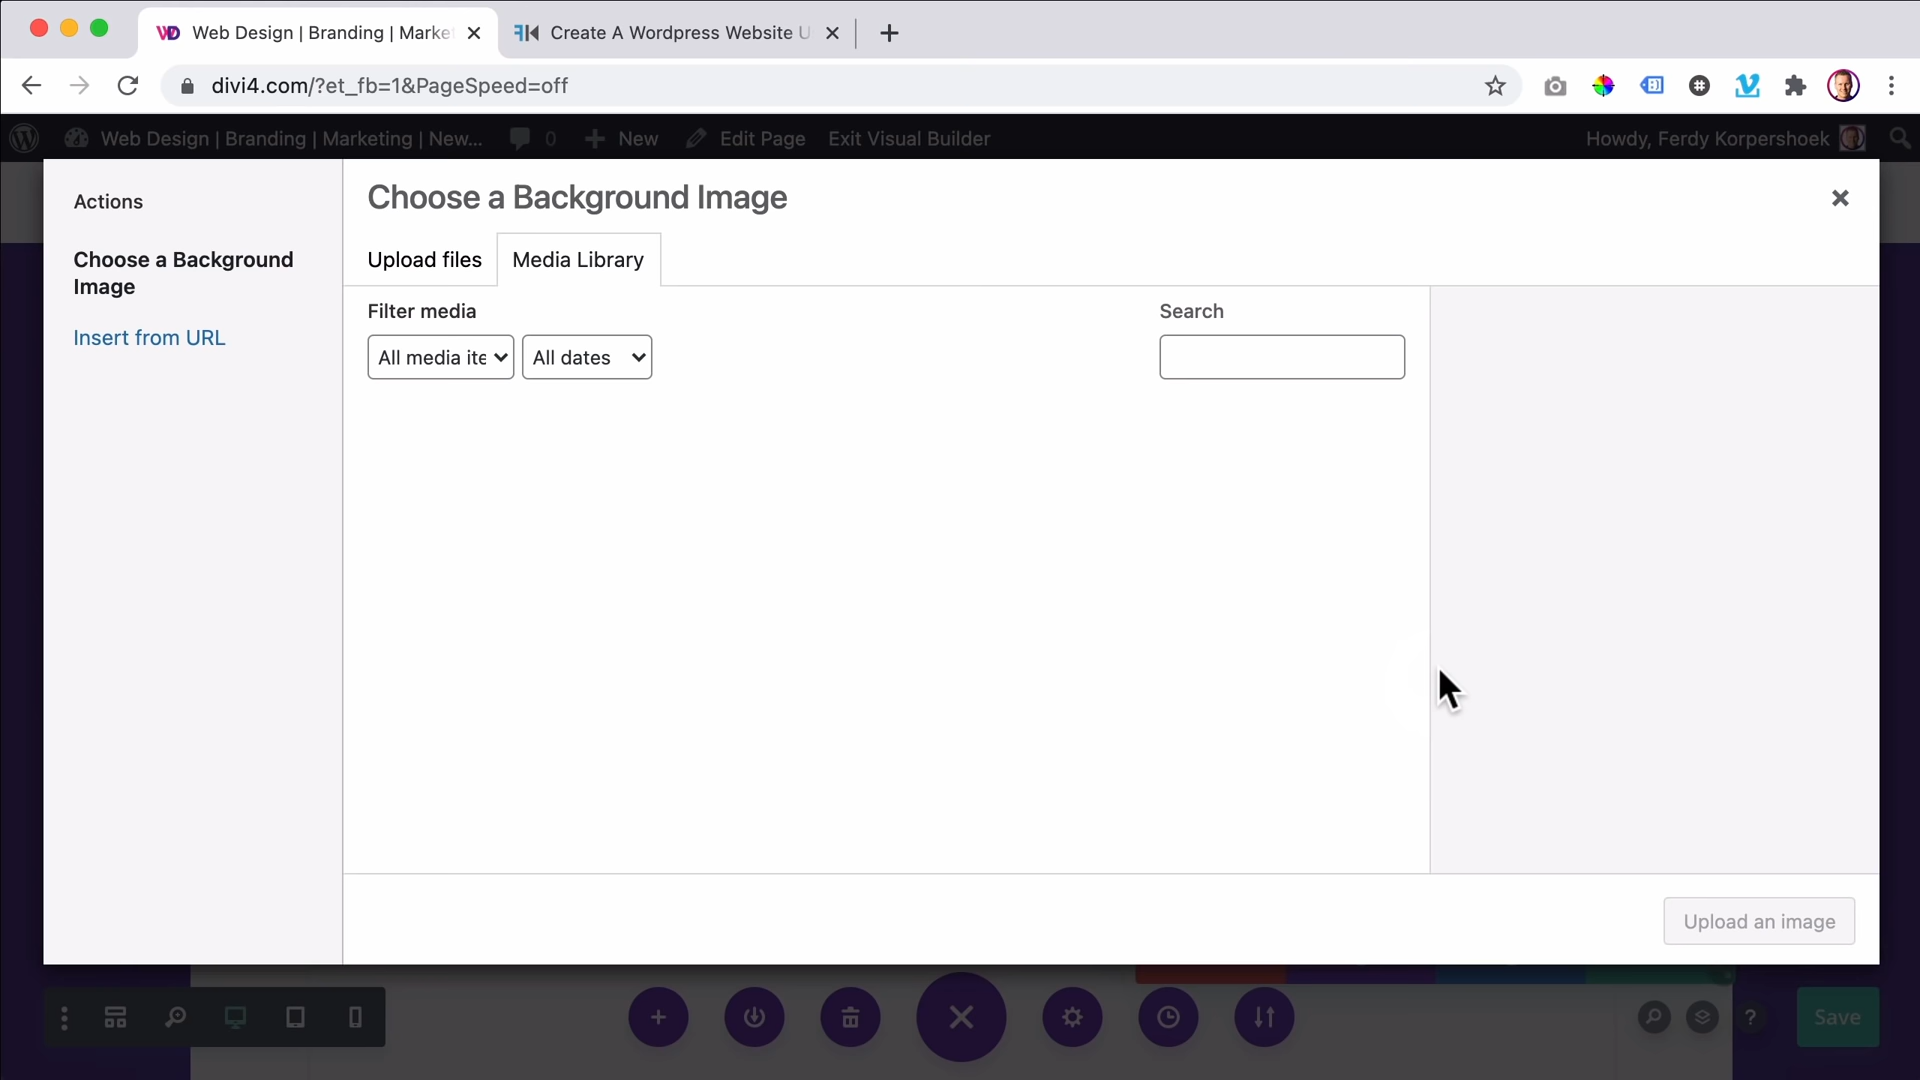 Web Design | Branding | Marke
Create A Wordpress Website U
divi4.com/?et_fb=1&PageSpeed=off
Web Design | Branding | Marketing | New...
0
New
Edit Page
Exit Visual Builder
Howdy, Ferdy Korpershoek
Actions
Choose a Background
Image
Insert from URL
Choose a Background Image
Upload files
Media Library
Filter media
Search
All media ite
All dates
Upload an image
?
Save